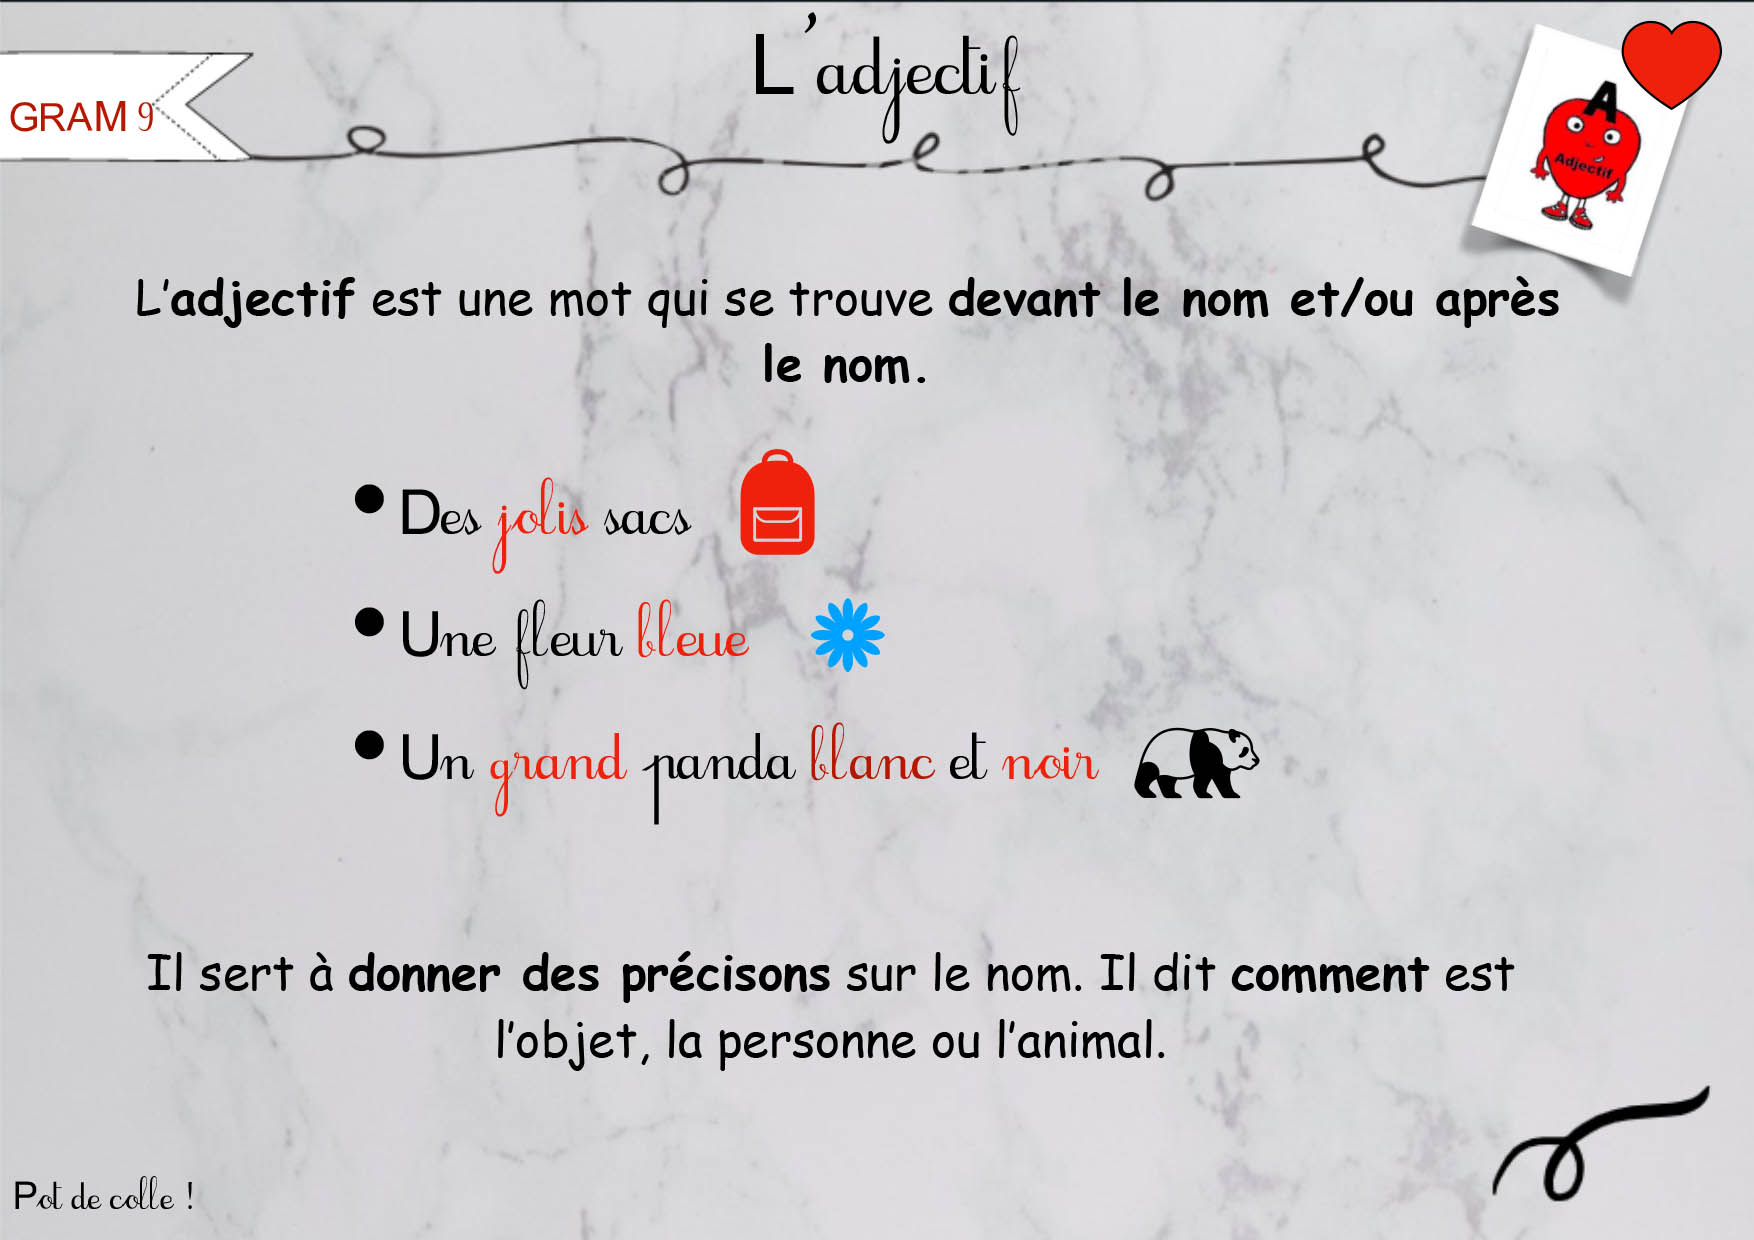 L'adjectif
GRAM 9
A
Adjectif
L'adjectif est une mot qui se trouve devant le nom et/ou après
le nom.
• Des jolis sacs
• Une fleur bleue
• Un grand panda blanc et noir
Il sert à donner des précisons sur le nom. Il dit comment est
l'objet, la personne ou l'animal.
Pot de colle !